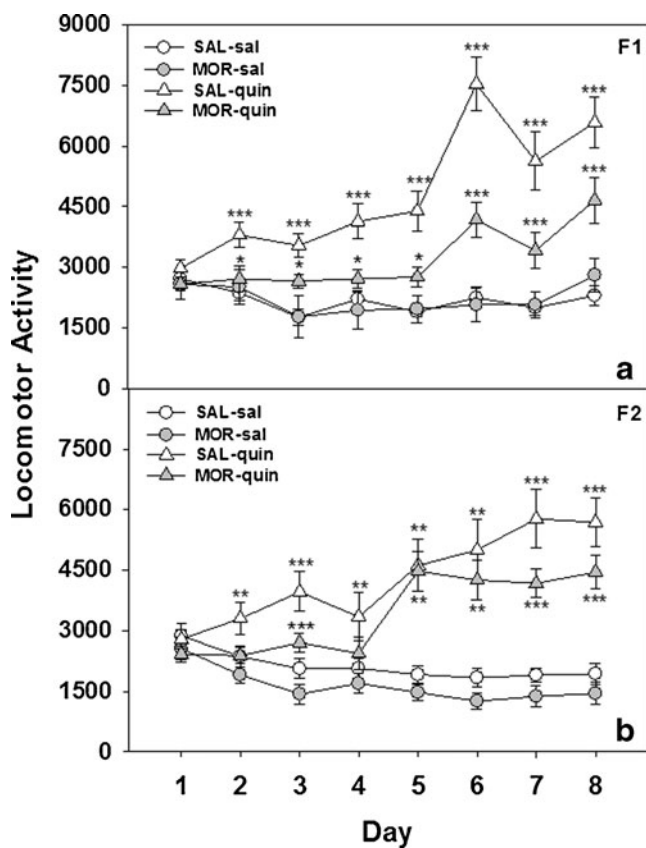 9000
7500
6000
4500
3000
1500
0
SAL-sal
MOR-sal
SAL-quin
MOR-quin
F1
*** *** *** *** *** *** ***
* * * * *** *** ***
a
Locomotor Activity
7500
6000
4500
3000
1500
0
SAL-sal
MOR-sal
SAL-quin
MOR-quin
F2
** *** ** ** ** *** ***
*** ** ** *** ***
b
1 2 3 4 5 6 7 8
Day